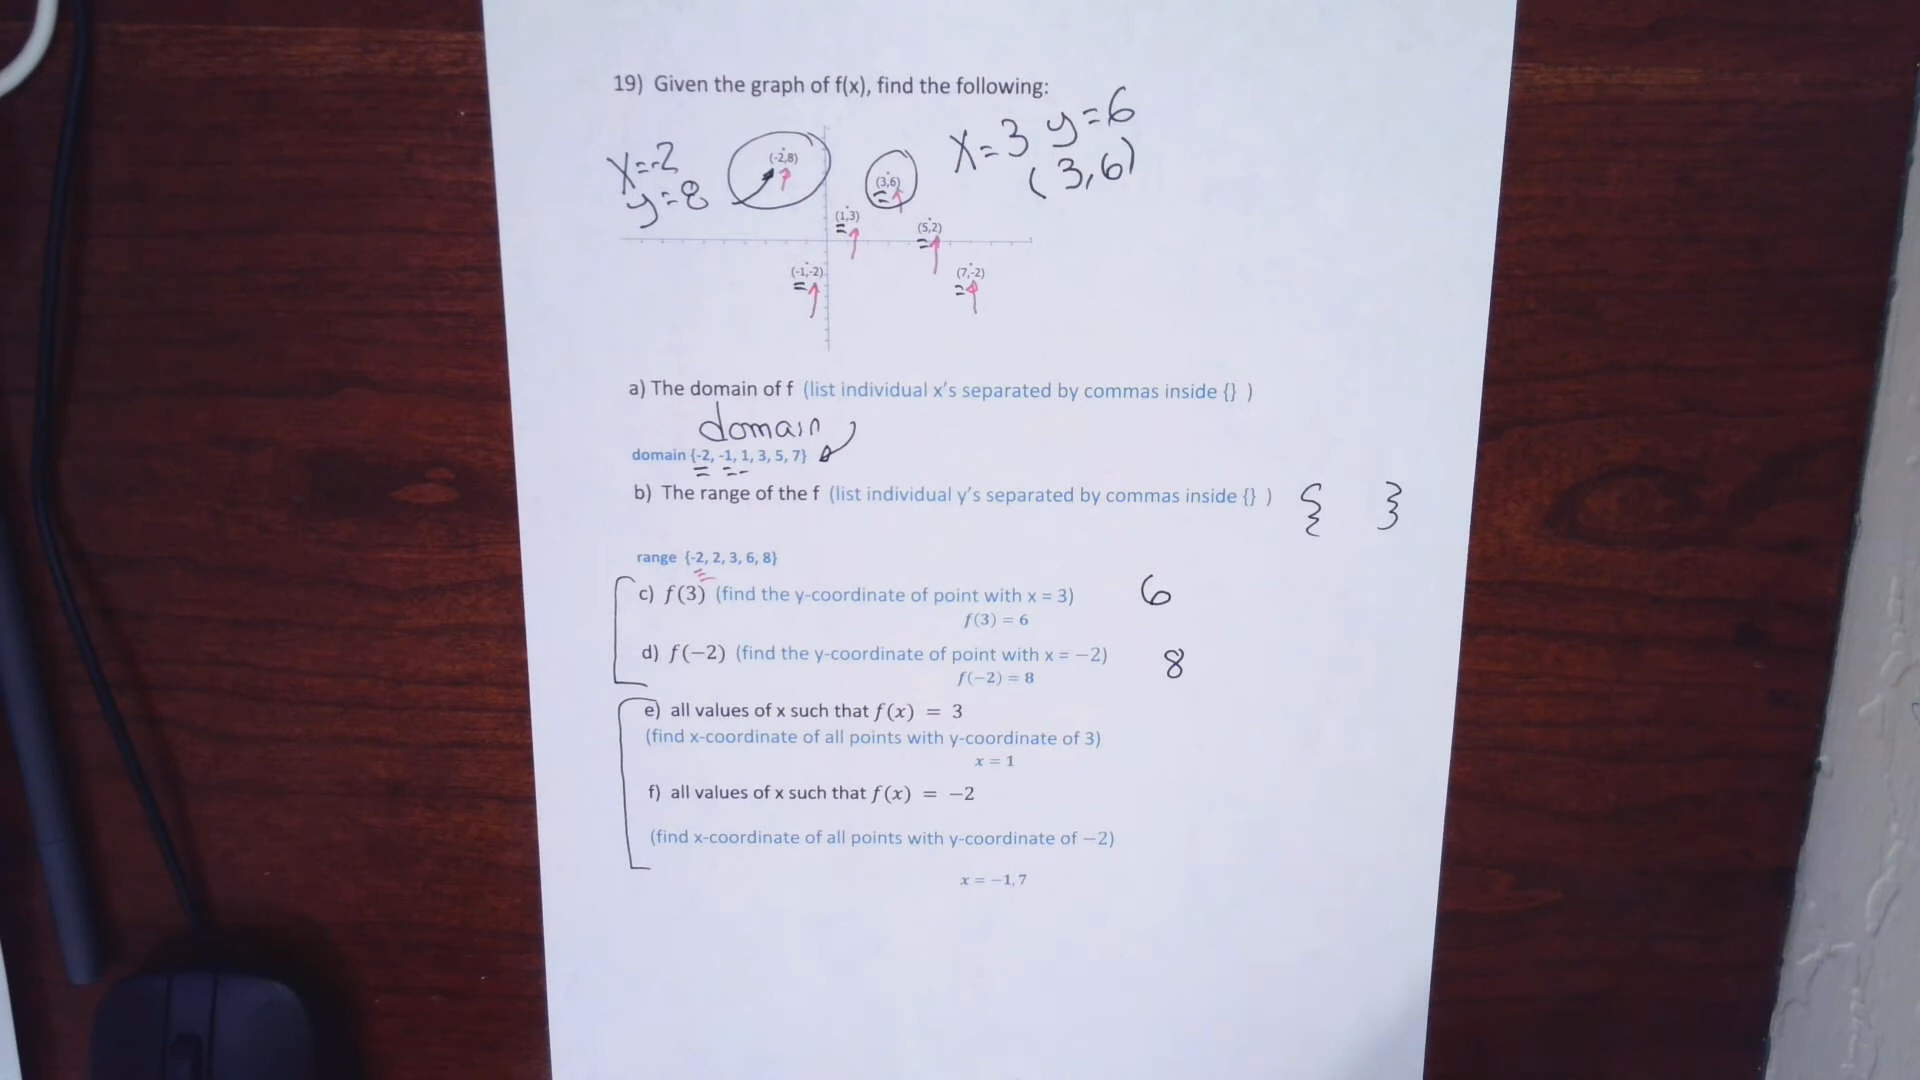 19) Given the graph of f(x), find the following:
x=-2
y=8
(-2,8)
(3,6)
x=3 y=6
(3,6)
(1,3)
(5,2)
(-1,-2)
(7,-2)
a) The domain of f (list individual x's separated by commas inside {} )
domain
domain {-2, -1, 1, 3, 5, 7}
b) The range of the f (list individual y's separated by commas inside {} ) { }
range {-2, 2, 3, 6, 8}
c) f(3) (find the y-coordinate of point with x = 3) 6
f(3) = 6
d) f(−2) (find the y-coordinate of point with x = −2) 8
f(−2) = 8
e) all values of x such that f(x) = 3
(find x-coordinate of all points with y-coordinate of 3)
x = 1
f) all values of x such that f(x) = −2
(find x-coordinate of all points with y-coordinate of −2)
x = −1, 7